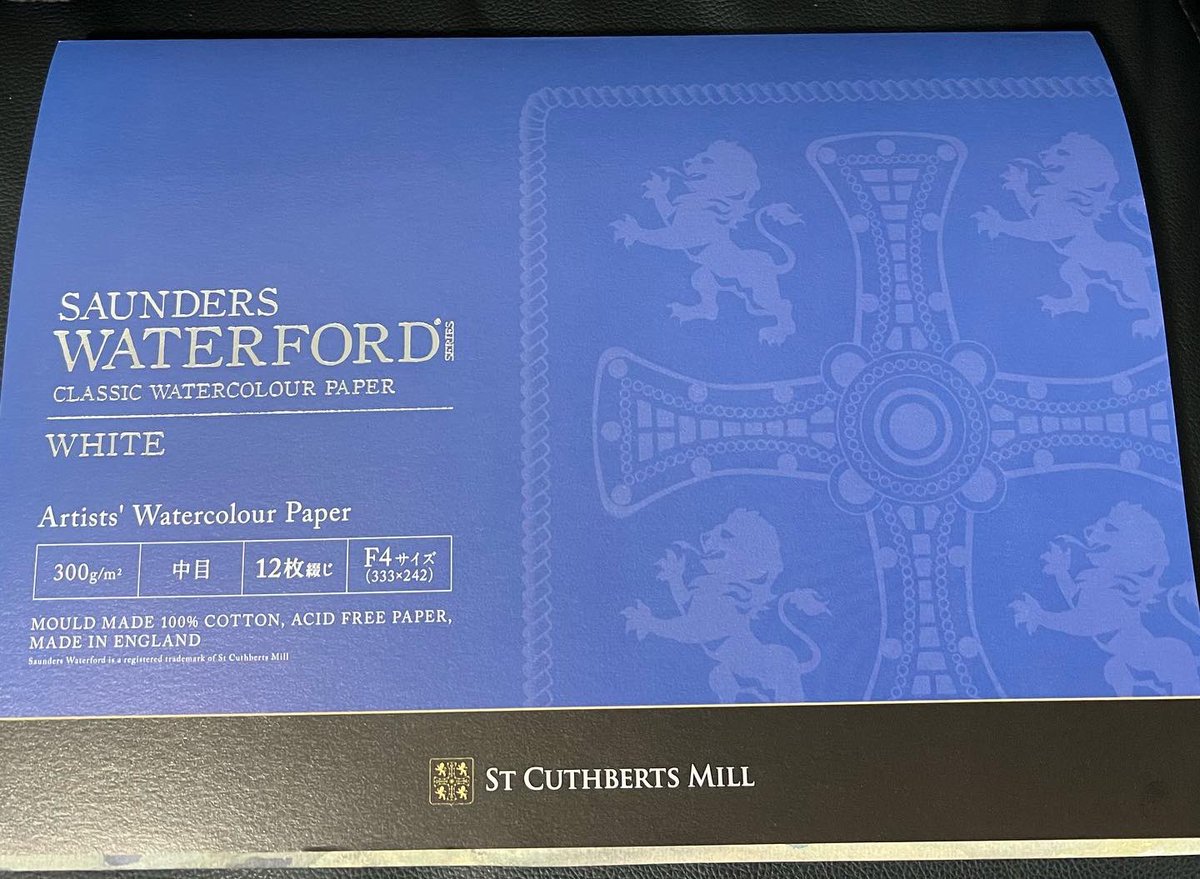 SAUNDERS
WATERFORD® SERIES
CLASSIC WATERCOLOUR PAPER
WHITE
Artists' Watercolour Paper
300g/m² 中目 12枚綴じ F4サイズ
(333×242)
MOULD MADE 100% COTTON, ACID FREE PAPER,
MADE IN ENGLAND
Saunders Waterford is a registered trademark of St Cuthberts Mill
ST CUTHBERTS MILL